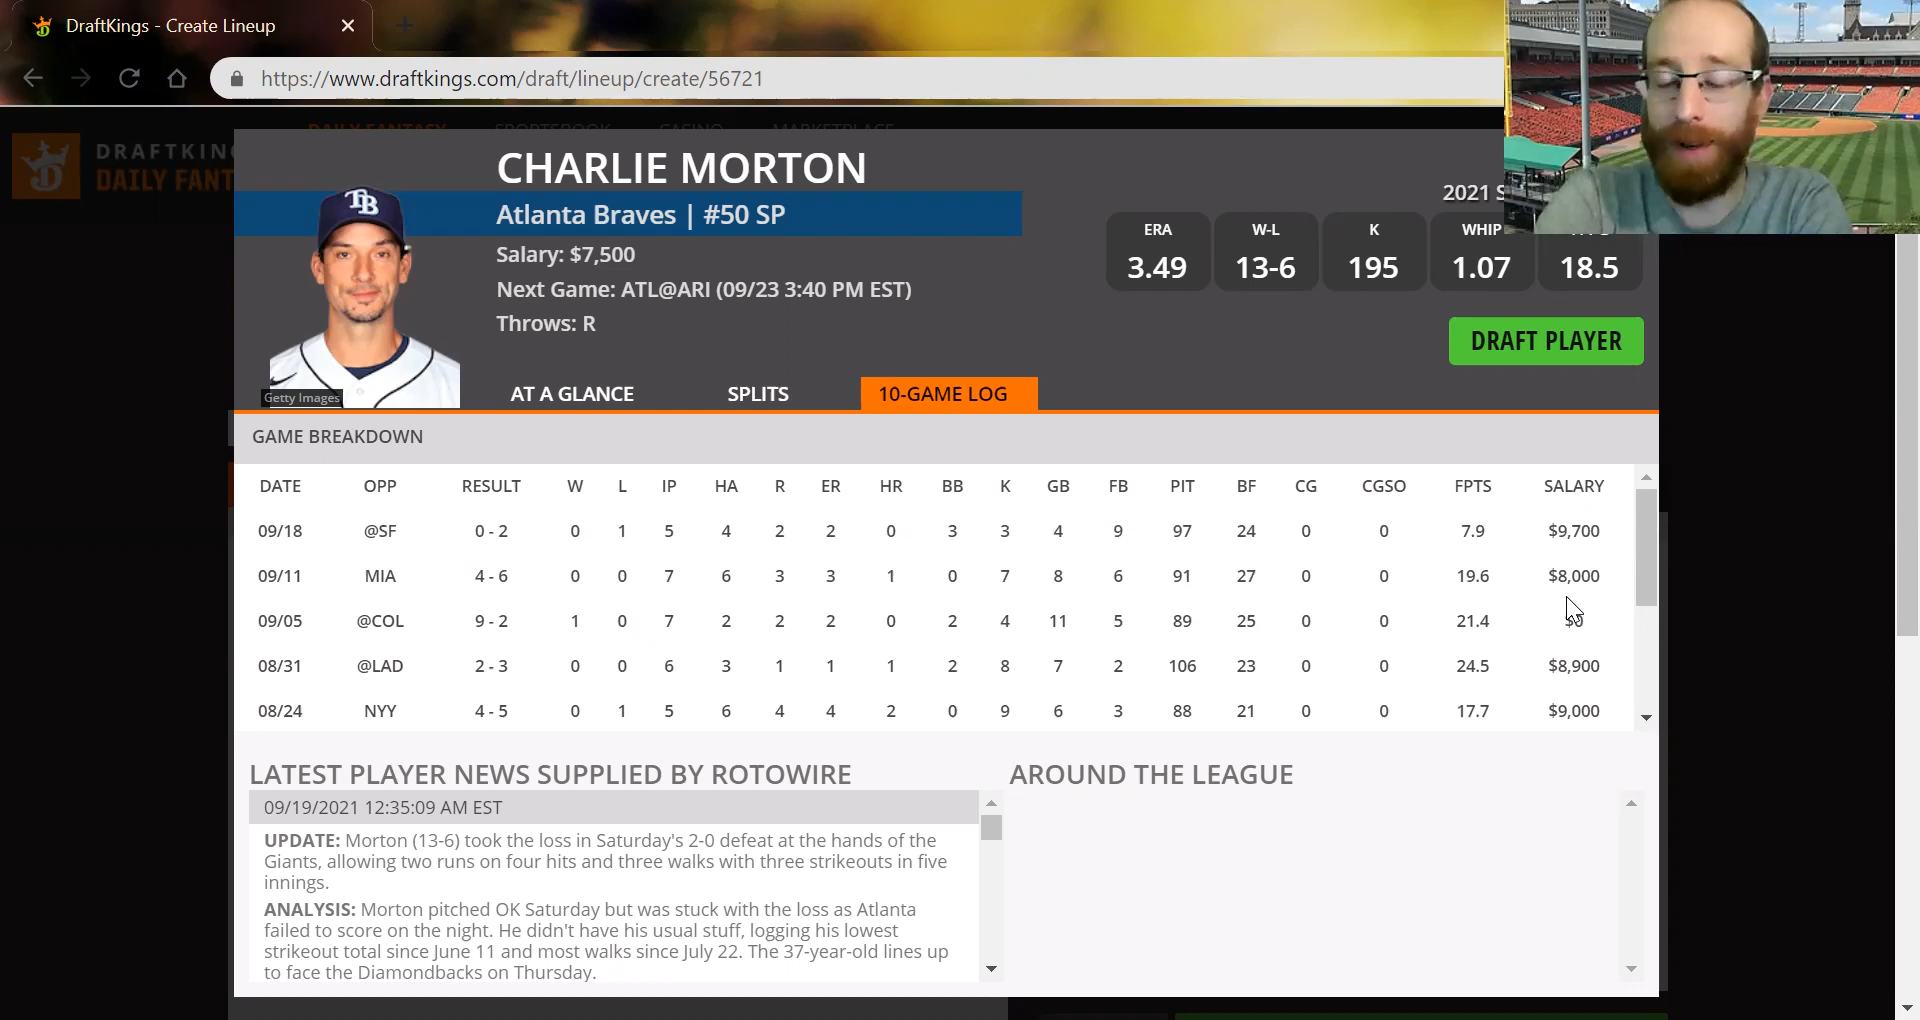 DraftKings - Create Lineup
https://www.draftkings.com/draft/lineup/create/56721
DAILY FANTASY SPORTSBOOK CASINO MARKETPLACE
DRAFTKIN
DAILY FANT
TB
CHARLIE MORTON
Atlanta Braves | #50 SP
Salary: $7,500
Next Game: ATL@ARI (09/23 3:40 PM EST)
Throws: R
Getty Images
2021 S
ERA W-L K WHIP
3.49 13-6 195 1.07 18.5
DRAFT PLAYER
AT A GLANCE SPLITS 10-GAME LOG
GAME BREAKDOWN
DATE OPP RESULT W L IP HA R ER HR BB K GB FB PIT BF CG CGSO FPTS SALARY
09/18 @SF 0 - 2 0 1 5 4 2 2 0 3 3 4 9 97 24 0 0 7.9 $9,700
09/11 MIA 4 - 6 0 0 7 6 3 3 1 0 7 8 6 91 27 0 0 19.6 $8,000
09/05 @COL 9 - 2 1 0 7 2 2 2 0 2 4 11 5 89 25 0 0 21.4 $0
08/31 @LAD 2 - 3 0 0 6 3 1 1 1 2 8 7 2 106 23 0 0 24.5 $8,900
08/24 NYY 4 - 5 0 1 5 6 4 4 2 0 9 6 3 88 21 0 0 17.7 $9,000
LATEST PLAYER NEWS SUPPLIED BY ROTOWIRE
09/19/2021 12:35:09 AM EST
UPDATE: Morton (13-6) took the loss in Saturday's 2-0 defeat at the hands of the
Giants, allowing two runs on four hits and three walks with three strikeouts in five
innings.
ANALYSIS: Morton pitched OK Saturday but was stuck with the loss as Atlanta
failed to score on the night. He didn't have his usual stuff, logging his lowest
strikeout total since June 11 and most walks since July 22. The 37-year-old lines up
to face the Diamondbacks on Thursday.
AROUND THE LEAGUE